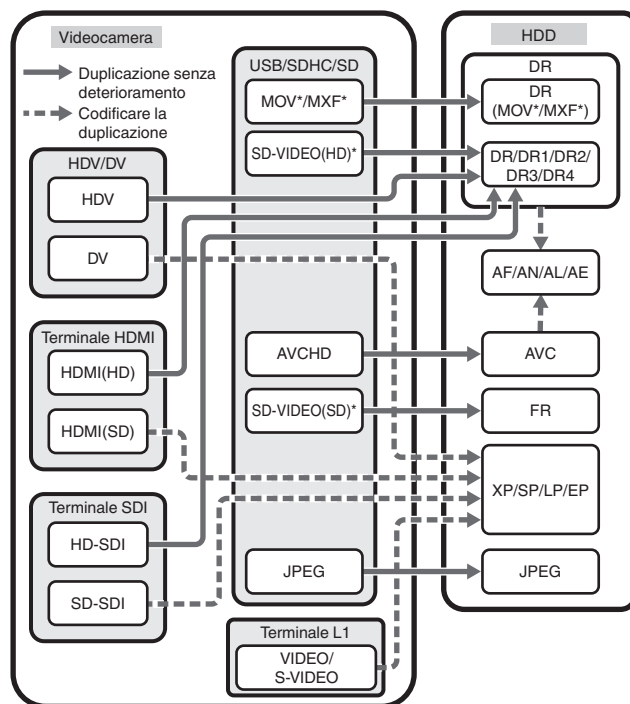 Videocamera
Duplicazione senza
deterioramento
Codificare la
duplicazione
HDV/DV
HDV
DV
Terminale HDMI
HDMI(HD)
HDMI(SD)
Terminale SDI
HD-SDI
SD-SDI
USB/SDHC/SD
MOV*/MXF*
SD-VIDEO(HD)*
AVCHD
SD-VIDEO(SD)*
JPEG
Terminale L1
VIDEO/
S-VIDEO
HDD
DR
DR
(MOV*/MXF*)
DR/DR1/DR2/
DR3/DR4
AF/AN/AL/AE
AVC
FR
XP/SP/LP/EP
JPEG